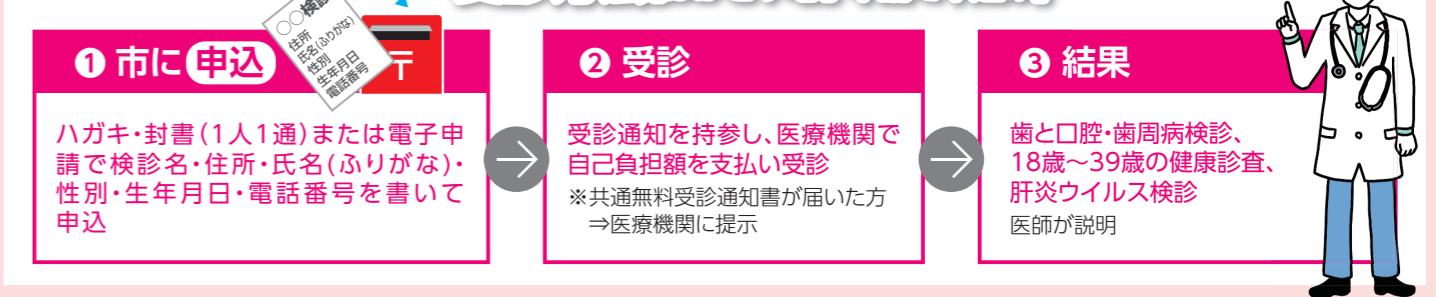 ○○検診
住所
氏名(ふりがな)
性別
生年月日
電話番号
〒
❶ 市に申込
ハガキ・封書(1人1通)または電子申
請で検診名・住所・氏名(ふりがな)・
性別・生年月日・電話番号を書いて
申込
❷ 受診
受診通知を持参し、医療機関で
自己負担額を支払い受診
※共通無料受診通知書が届いた方
⇒医療機関に提示
❸ 結果
歯と口腔・歯周病検診、
18歳~39歳の健康診査、
肝炎ウイルス検診
医師が説明